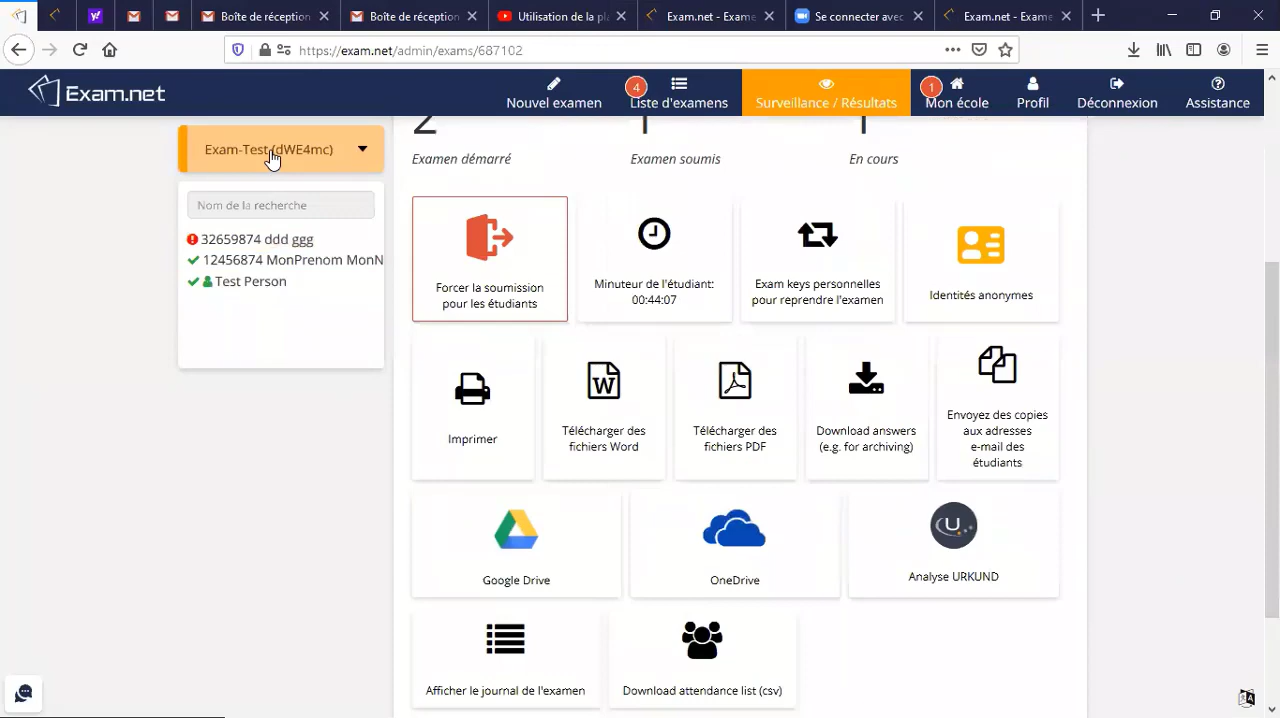 Boîte de réception
Boîte de réception
Utilisation de la pl
Exam.net - Exame
Se connecter avec
Exam.net - Exame
https://exam.net/admin/exams/687102
Exam.net
Nouvel examen
4
Liste d'examens
Surveillance / Résultats
1
Mon école
Profil
Déconnexion
Assistance
Exam-Test (dWE4mc)
Nom de la recherche
32659874 ddd ggg
12456874 MonPrenom MonN
Test Person
2
1
1
Examen démarré
Examen soumis
En cours
Forcer la soumission
pour les étudiants
Minuteur de l'étudiant:
00:44:07
Exam keys personnelles
pour reprendre l'examen
Identités anonymes
Imprimer
Télécharger des
fichiers Word
Télécharger des
fichiers PDF
Download answers
(e.g. for archiving)
Envoyez des copies
aux adresses
e-mail des
étudiants
Google Drive
OneDrive
Analyse URKUND
Afficher le journal de l'examen
Download attendance list (csv)